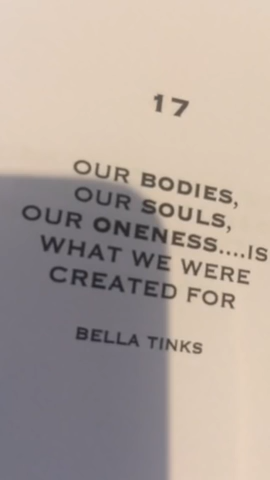 17
OUR BODIES,
OUR SOULS,
OUR ONENESS....IS
WHAT WE WERE
CREATED FOR
BELLA TINKS